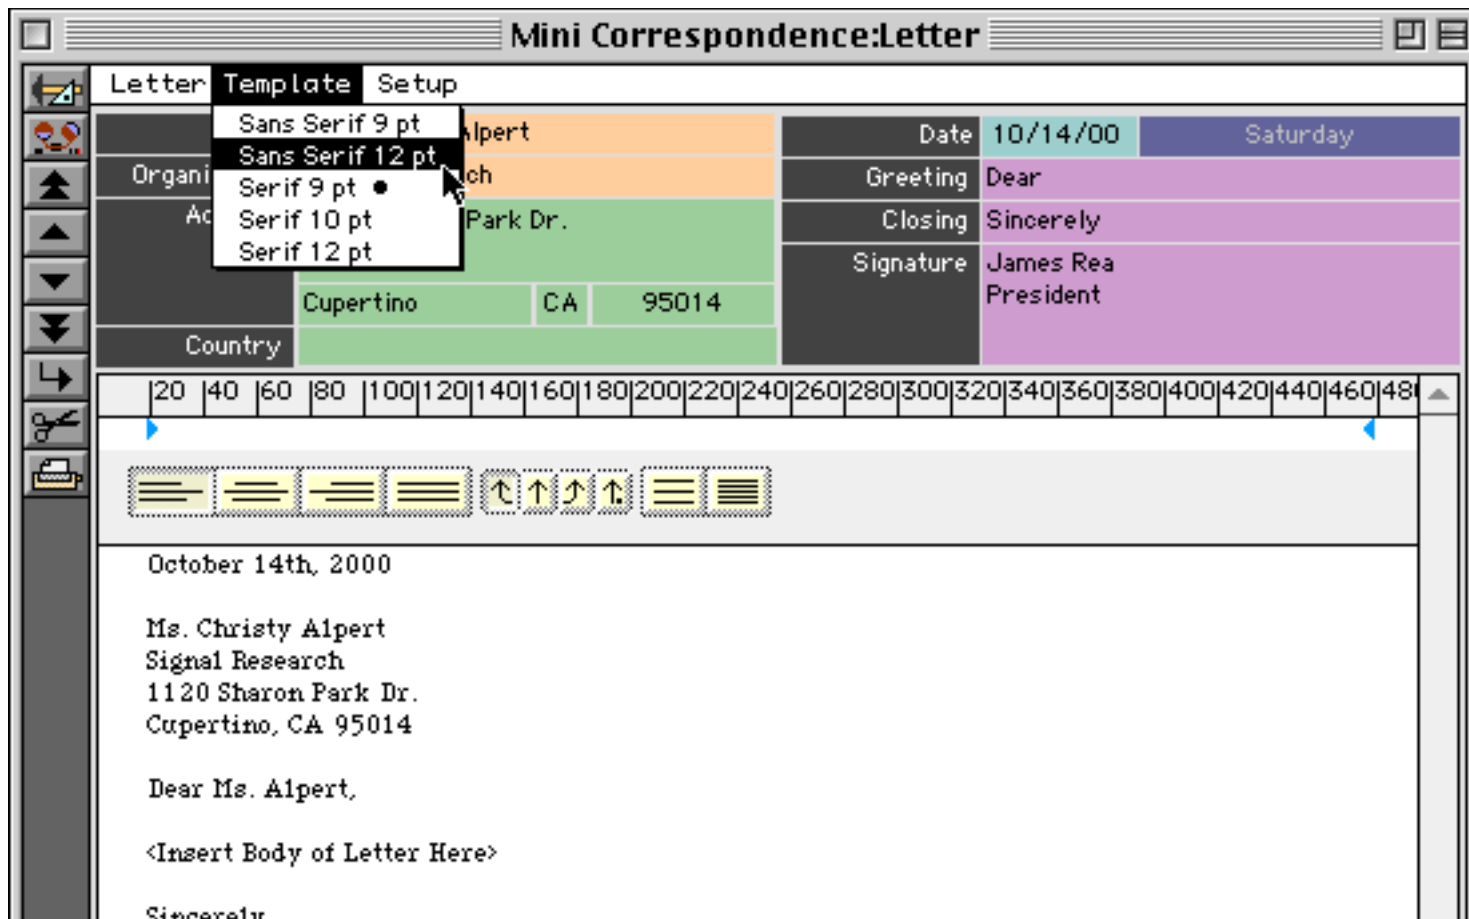 Mini Correspondence:Letter
Letter Template Setup
Sans Serif 9 pt
Sans Serif 12 pt
Serif 9 pt ●
Serif 10 pt
Serif 12 pt
Alpert
Organi ch
Ad Park Dr.
Cupertino CA 95014
Country
Date 10/14/00 Saturday
Greeting Dear
Closing Sincerely
Signature James Rea
President
|20 |40 |60 |80 |100|120|140|160|180|200|220|240|260|280|300|320|340|360|380|400|420|440|460|480
October 14th, 2000
Ms. Christy Alpert
Signal Research
1120 Sharon Park Dr.
Cupertino, CA 95014
Dear Ms. Alpert,
<Insert Body of Letter Here>
Sincerely,